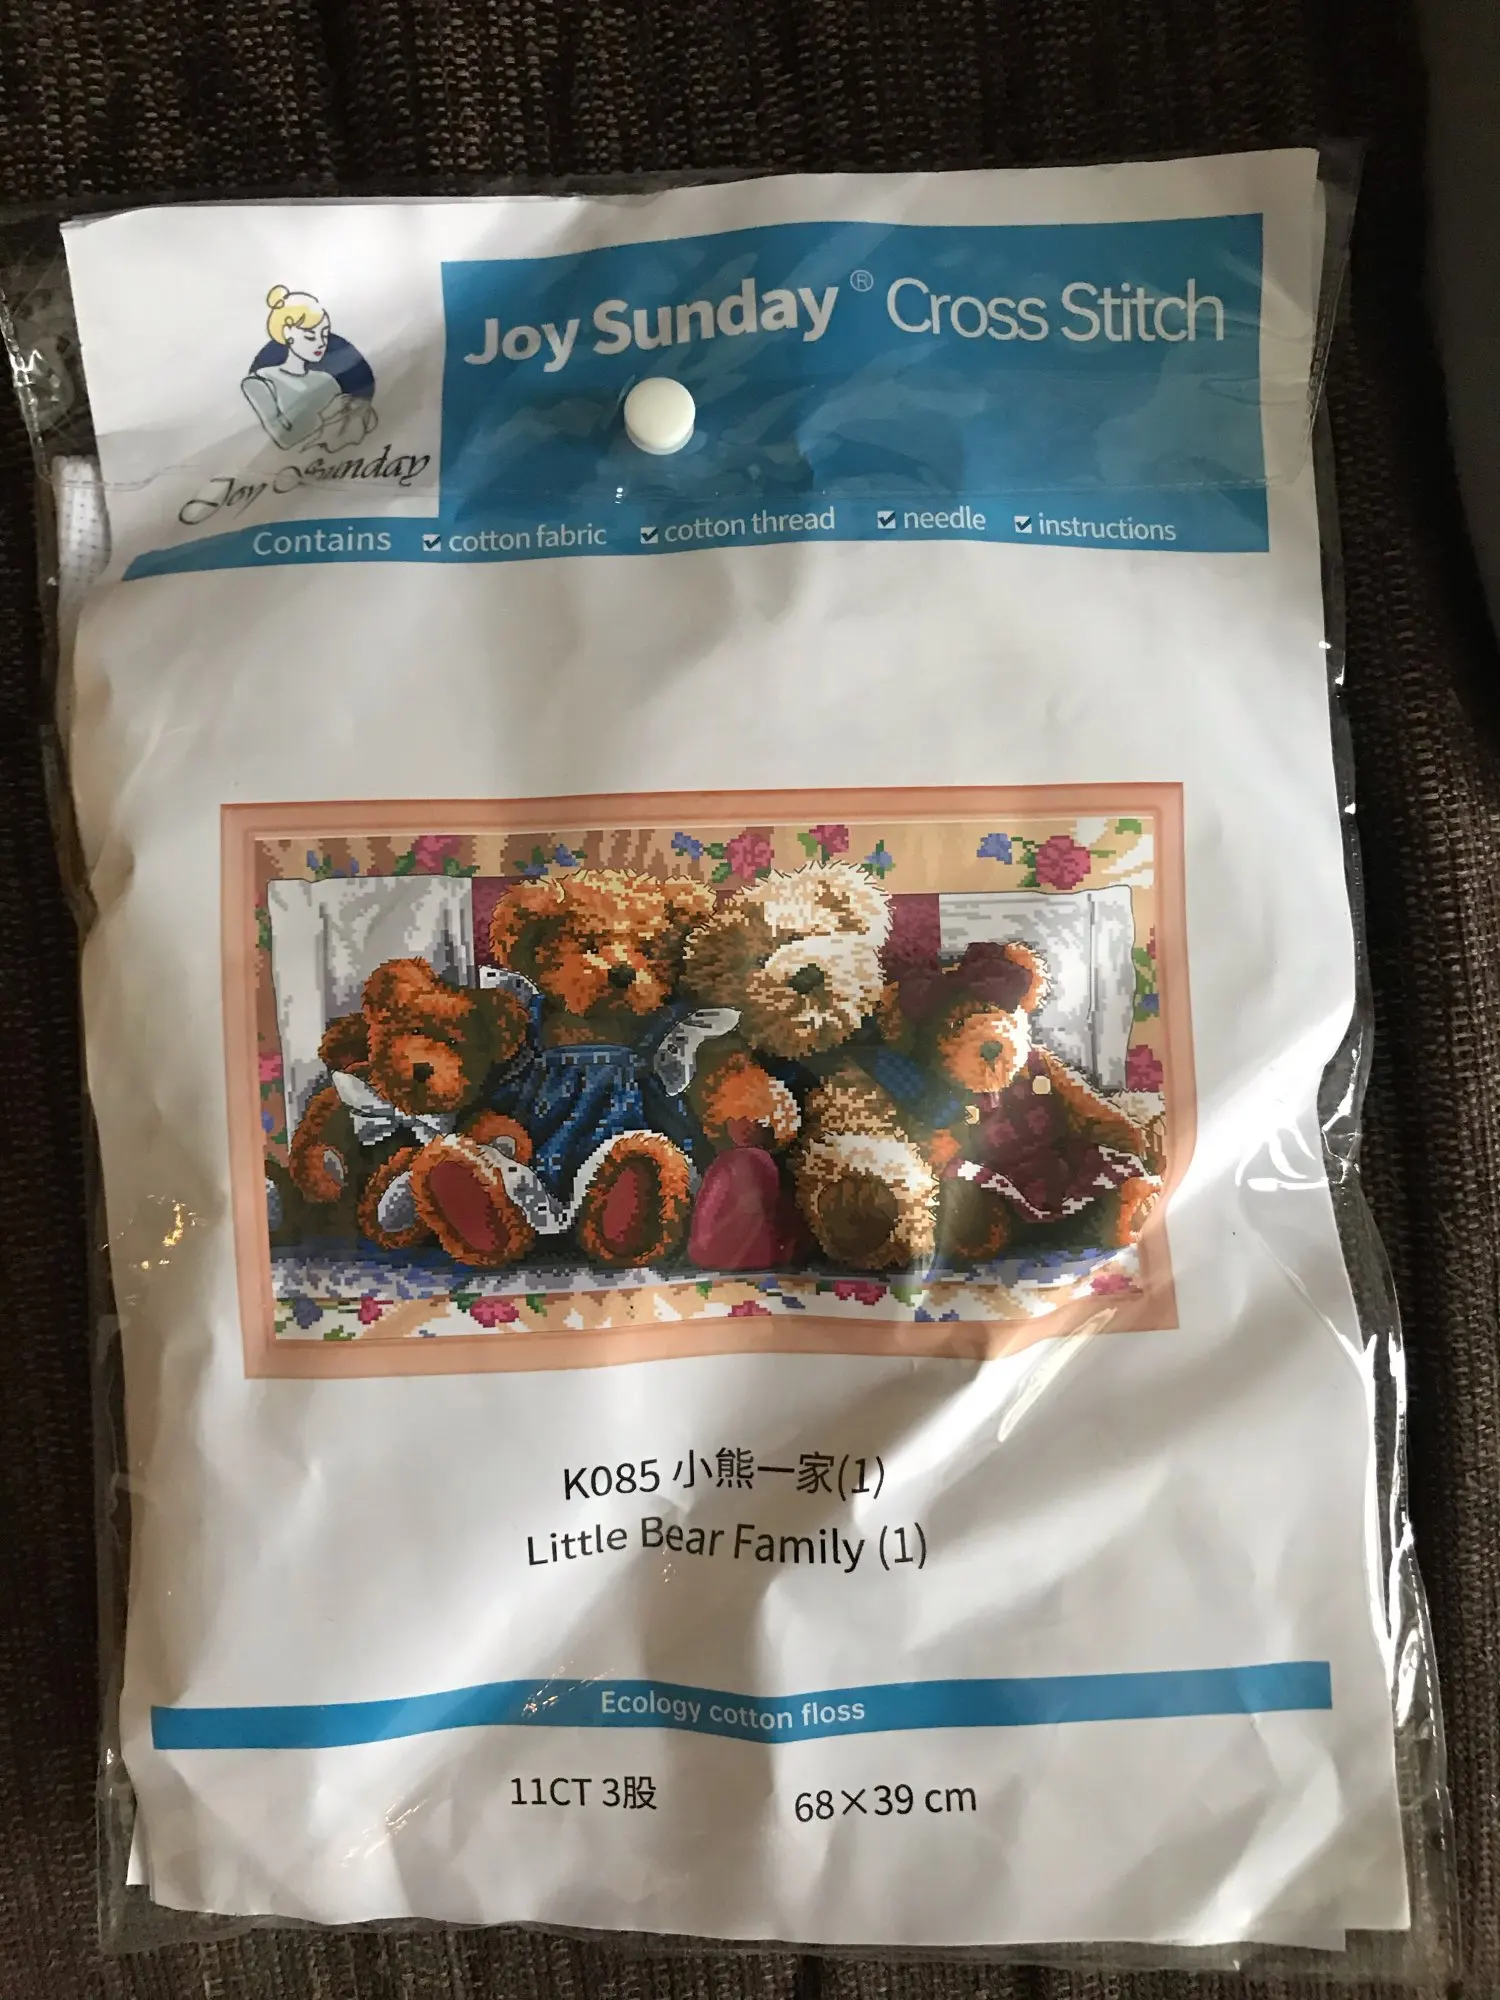 Joy Sunday® Cross Stitch
Joy Sunday
Contains ☑ cotton fabric ☑ cotton thread ☑ needle ☑ instructions
K085 小熊一家(1)
Little Bear Family (1)
Ecology cotton floss
11CT 3股 68×39 cm